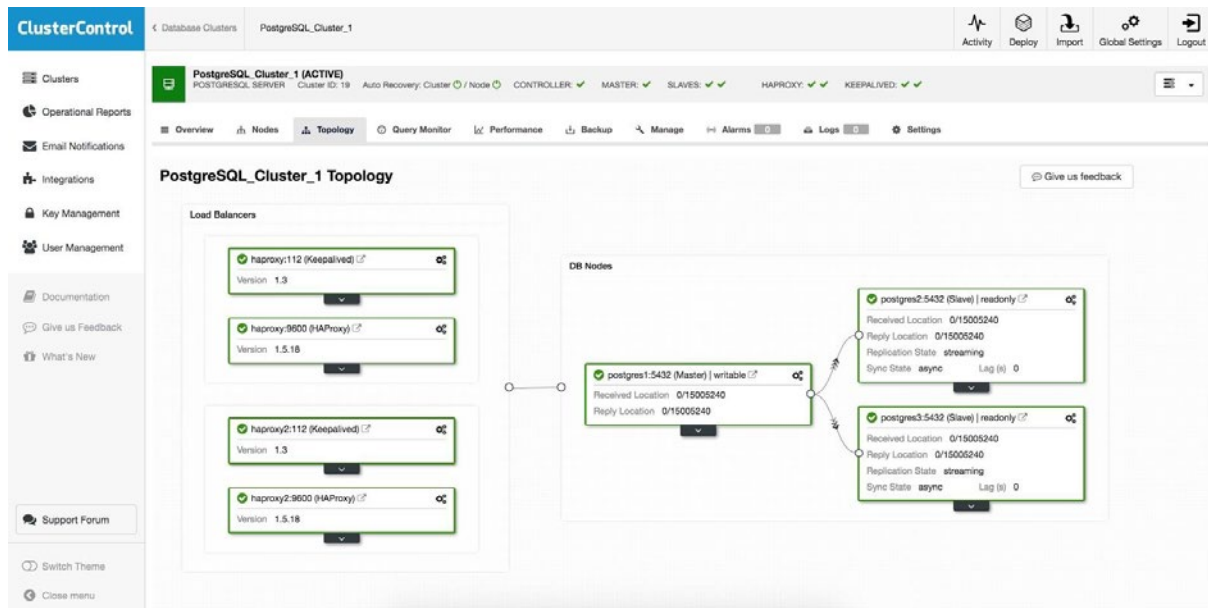 ClusterControl
Database Clusters PostgreSQL_Cluster_1
Activity Deploy Import Global Settings Logout
Clusters
Operational Reports
Email Notifications
Integrations
Key Management
User Management
Documentation
Give us Feedback
What's New
Support Forum
Switch Theme
Close menu
PostgreSQL_Cluster_1 (ACTIVE)
POSTGRESQL SERVER Cluster ID: 19 Auto Recovery: Cluster / Node CONTROLLER: MASTER: SLAVES: HAPROXY: KEEPALIVED:
Overview Nodes Topology Query Monitor Performance Backup Manage Alarms 0 Logs 0 Settings
PostgreSQL_Cluster_1 Topology
Give us feedback
Load Balancers
haproxy:112 (Keepalived)
Version 1.3
haproxy:9600 (HAProxy)
Version 1.5.18
haproxy2:112 (Keepalived)
Version 1.3
haproxy2:9600 (HAProxy)
Version 1.5.18
DB Nodes
postgres1:5432 (Master) | writable
Received Location 0/15005240
Reply Location 0/15005240
postgres2:5432 (Slave) | readonly
Received Location 0/15005240
Reply Location 0/15005240
Replication State streaming
Sync State async Lag (s) 0
postgres3:5432 (Slave) | readonly
Received Location 0/15005240
Reply Location 0/15005240
Replication State streaming
Sync State async Lag (s) 0